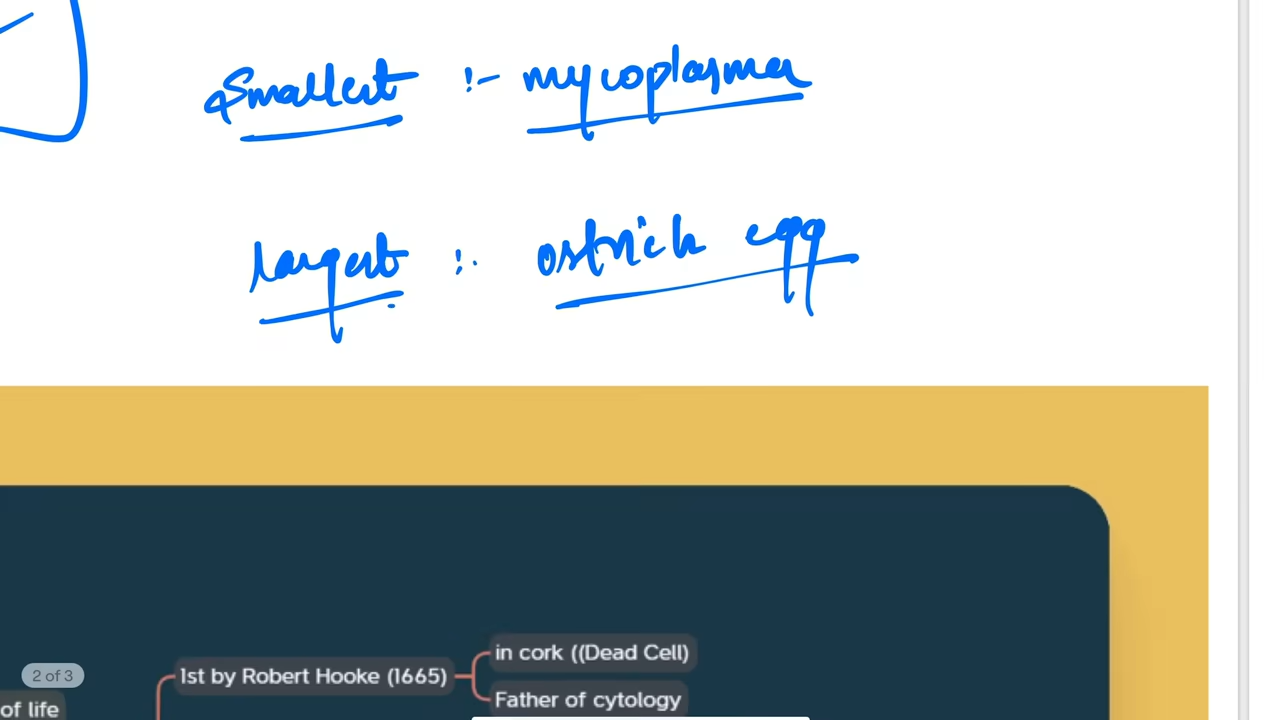 Smallest :- mycoplasma
largest :- ostrich egg
in cork ((Dead Cell)
1st by Robert Hooke (1665)
Father of cytology
2 of 3
of life